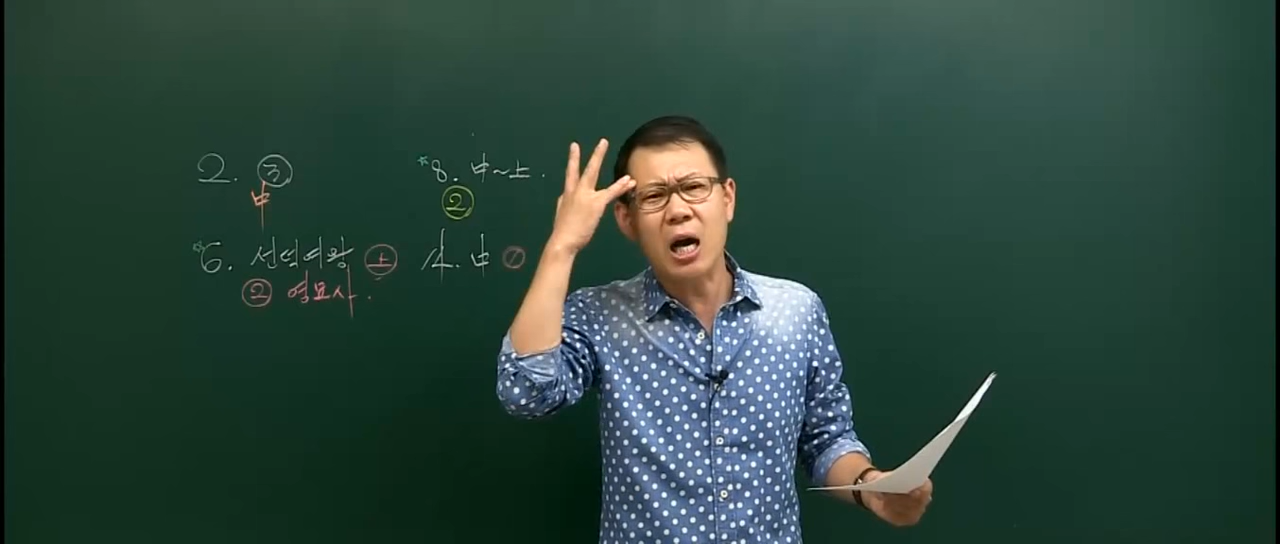 2. ③
中
*6. 선덕여왕 ㊤
② 영묘사.
*8. 中~上.
②
14. 中